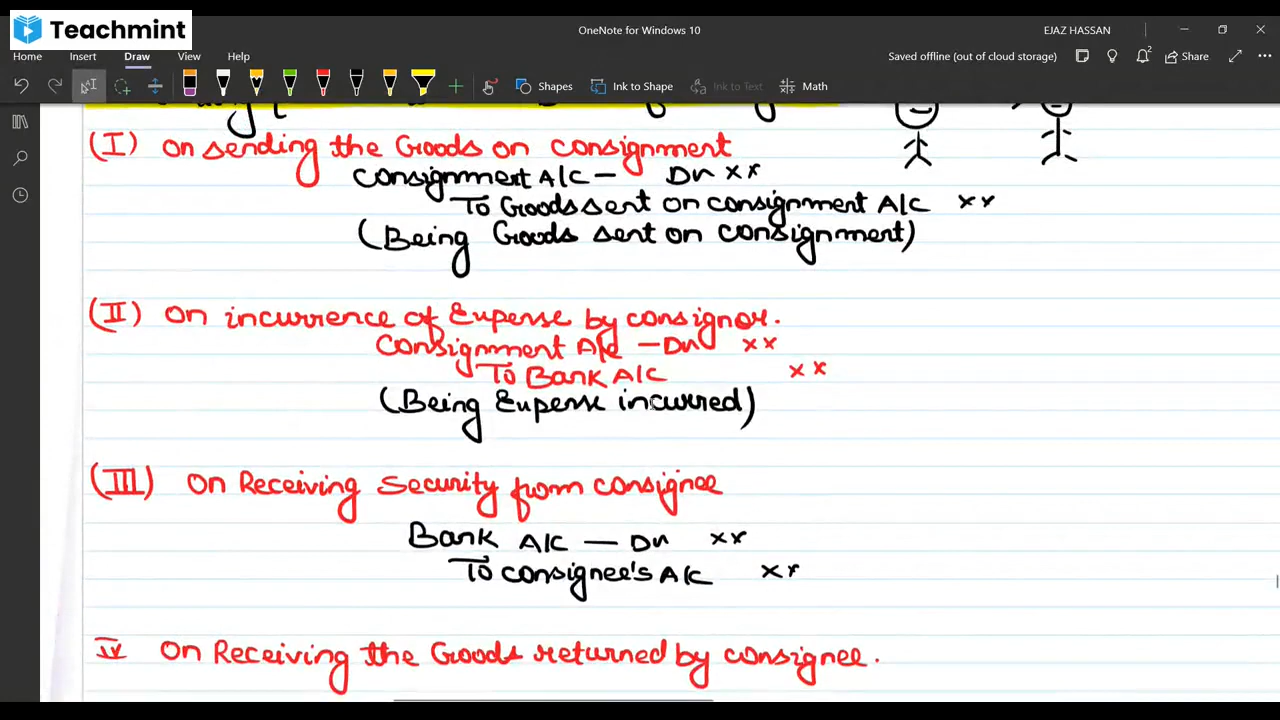 Teachmint
OneNote for Windows 10
EJAZ HASSAN
Home Insert Draw View Help
Saved offline (out of cloud storage)
Share
Shapes
Ink to Shape
Ink to Text
Math
(I) on sending the Goods on consignment
Consignment A/C — Dr xx
To Goods sent on consignment A/C xx
(Being Goods sent on consignment)
(II) on incurrence of Expense by consignor.
Consignment A/C — Dr xx
To Bank A/C xx
(Being Expense incurred)
(III) on Receiving Security from consignee
Bank A/C — Dr xx
To consignee's A/C xx
IV on Receiving the Goods returned by consignee.